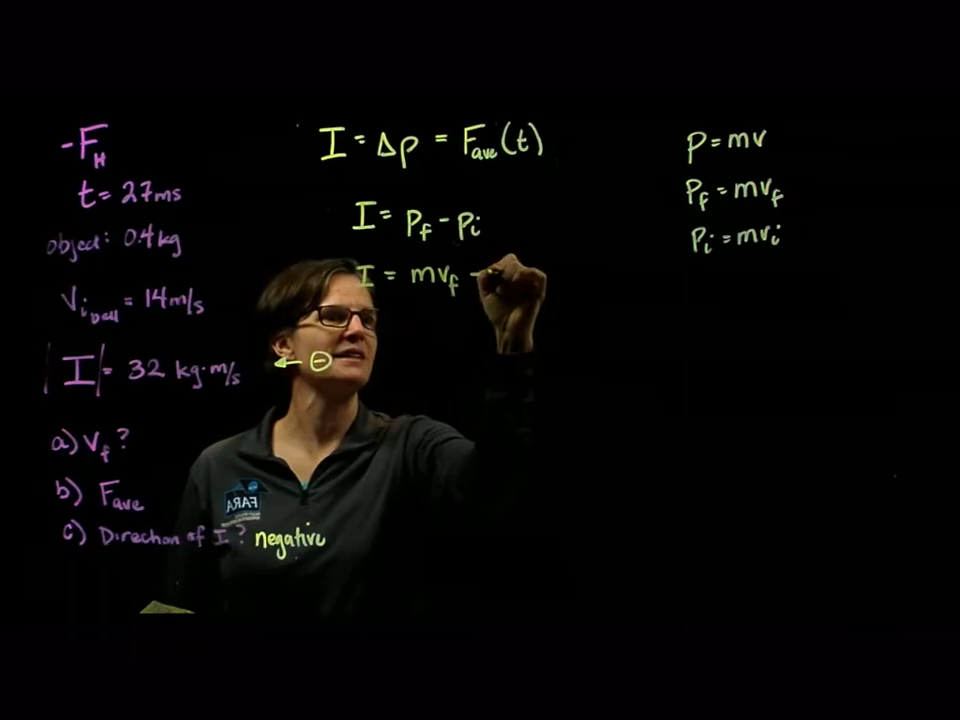 -F_H
t = 27ms
object: 0.4kg
V_i ball = 14m/s
|I| = 32 kg·m/s
a) V_f ?
b) F_ave
c) Direction of I ? negative
I = Δp = F_ave(t)
I = P_f - P_i
I = mv_f -
← ⊖
p = mv
P_f = mv_f
P_i = mv_i
FARA